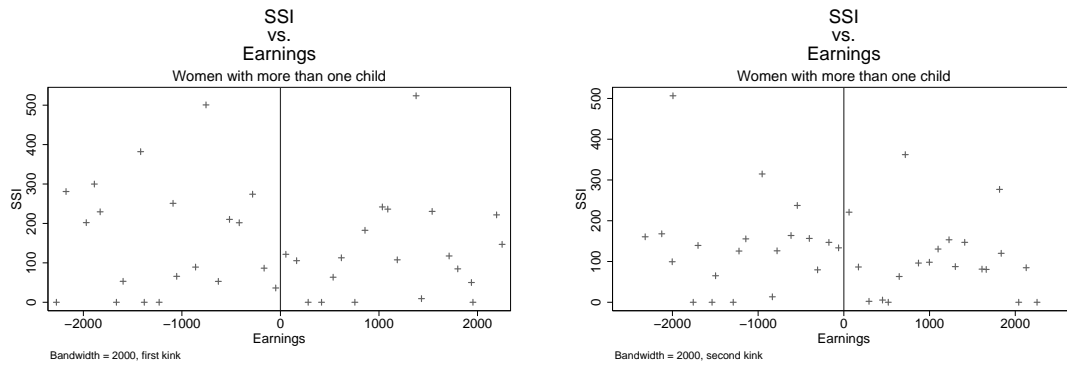 SSI
vs.
Earnings
Women with more than one child
500
400
300
200
100
0
SSI
−2000
−1000
0
1000
2000
Earnings
Bandwidth = 2000, first kink
SSI
vs.
Earnings
Women with more than one child
500
400
300
200
100
0
SSI
−2000
−1000
0
1000
2000
Earnings
Bandwidth = 2000, second kink